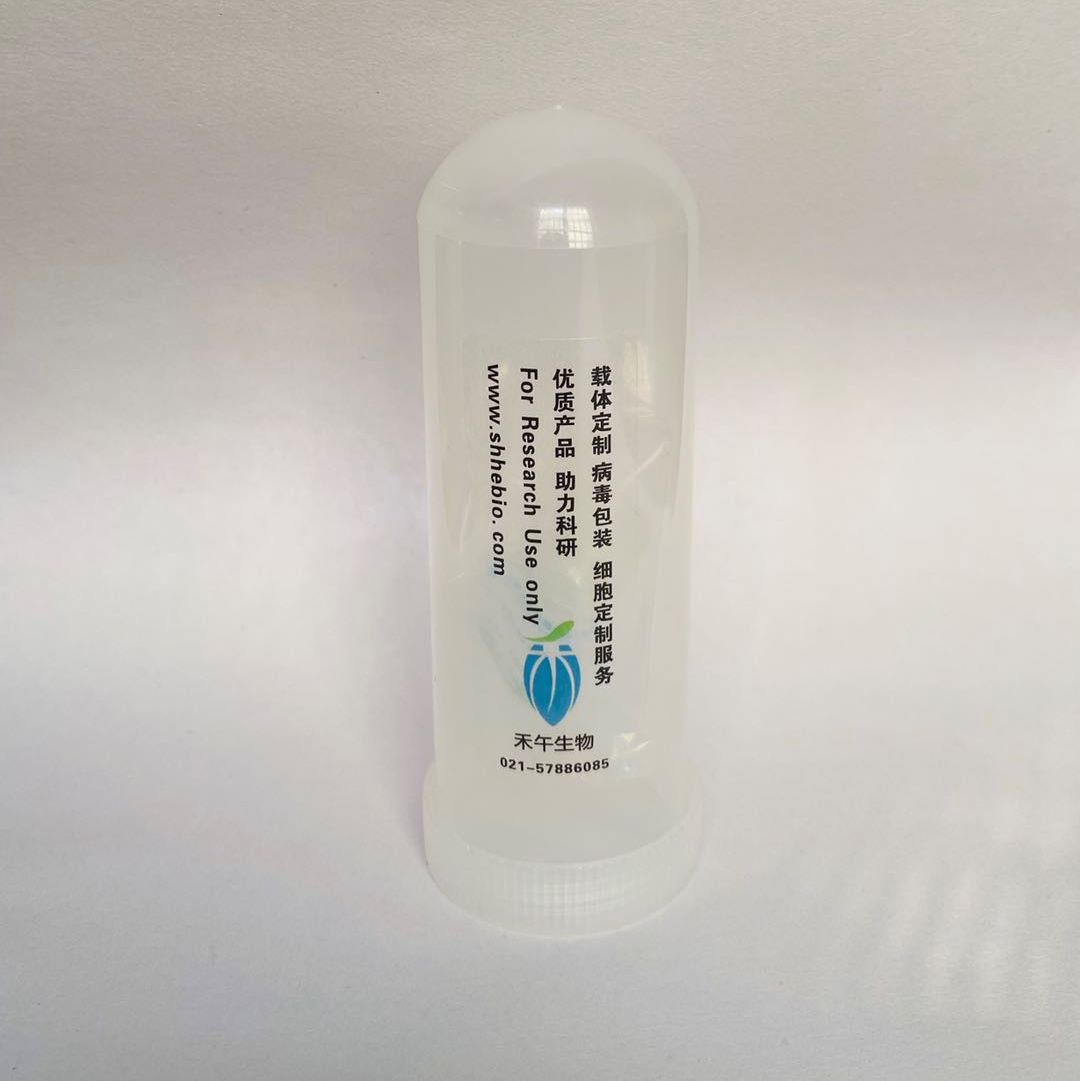 载体定制 病毒包装 细胞定制服务
优质产品 助力科研
For Research Use only
www.shhebio.com
禾午生物
021-57886085